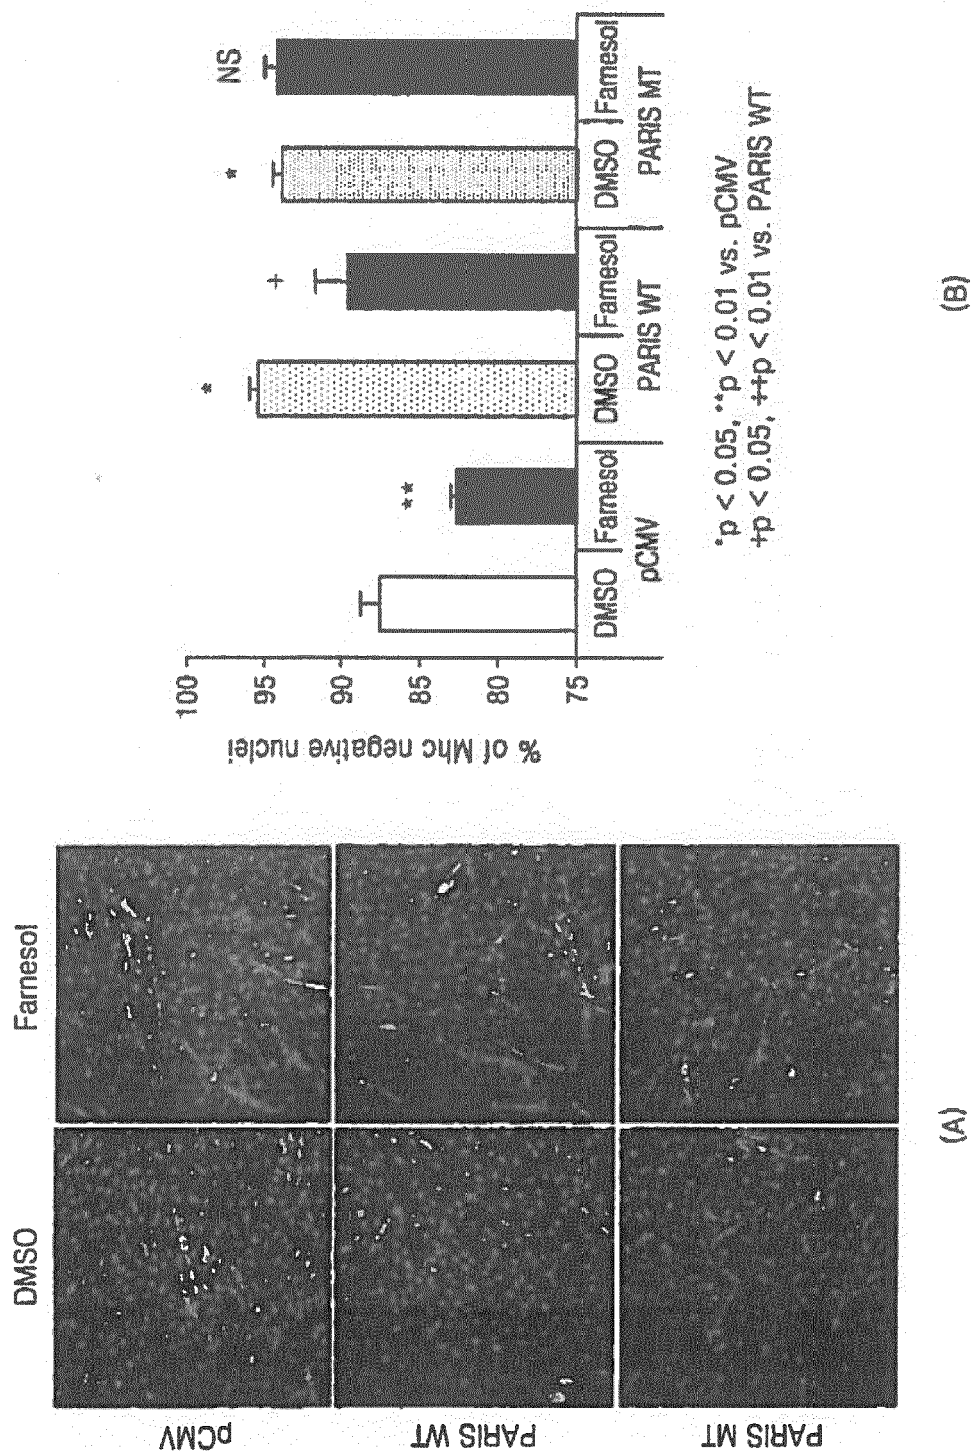 DMSO
Farnesol
pCMV
PARIS WT
PARIS MT
(A)
% of Mhc negative nuclei
100
95
90
85
80
75
**
*
+
*
NS
DMSO Farnesol DMSO Farnesol DMSO Farnesol
pCMV PARIS WT PARIS MT
*p < 0.05, **p < 0.01 vs. pCMV
+p < 0.05, ++p < 0.01 vs. PARIS WT
(B)